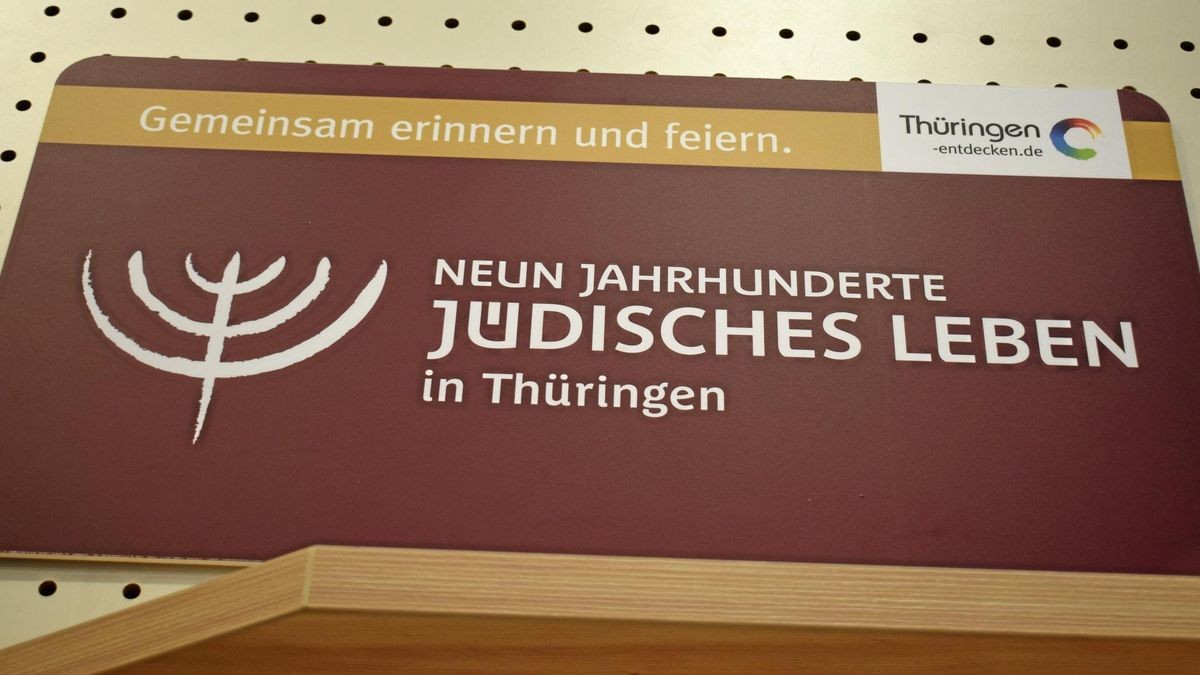 Gemeinsam erinnern und feiern.
Thüringen
-entdecken.de
NEUN JAHRHUNDERTE
JÜDISCHES LEBEN
in Thüringen